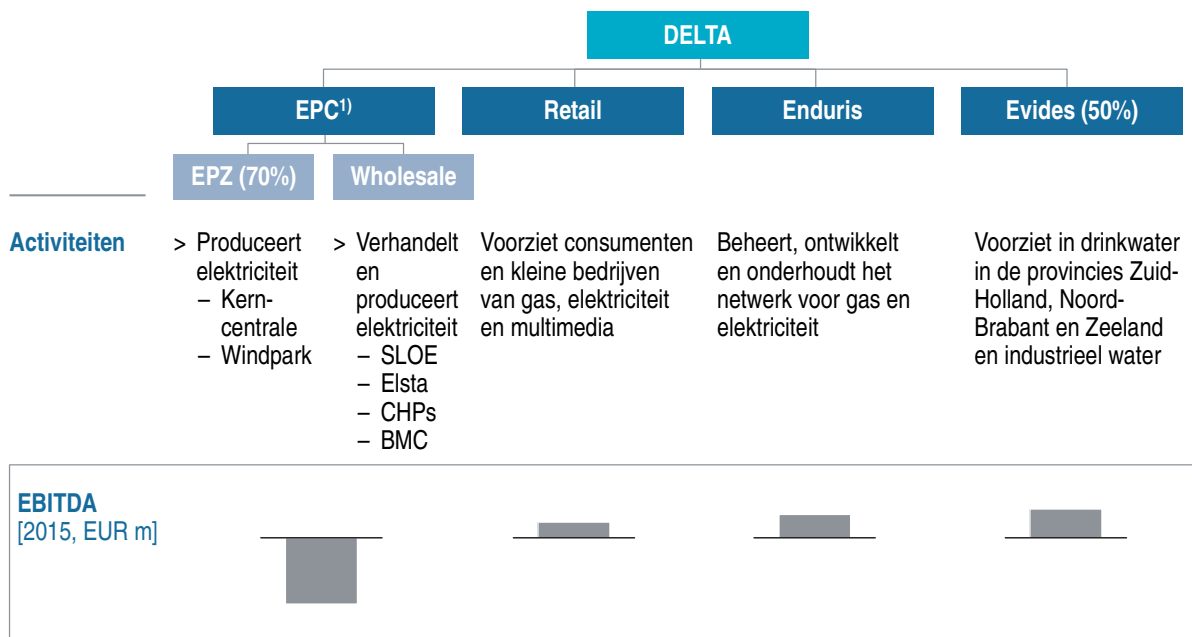 DELTA
EPC1)
Retail
Enduris
Evides (50%)
EPZ (70%)
Wholesale
Activiteiten
> Produceert
elektriciteit
– Kern-
centrale
– Windpark
> Verhandelt
en
produceert
elektriciteit
– SLOE
– Elsta
– CHPs
– BMC
Voorziet consumenten
en kleine bedrijven
van gas, elektriciteit
en multimedia
Beheert, ontwikkelt
en onderhoudt het
netwerk voor gas en
elektriciteit
Voorziet in drinkwater
in de provincies Zuid-
Holland, Noord-
Brabant en Zeeland
en industrieel water
EBITDA
[2015, EUR m]